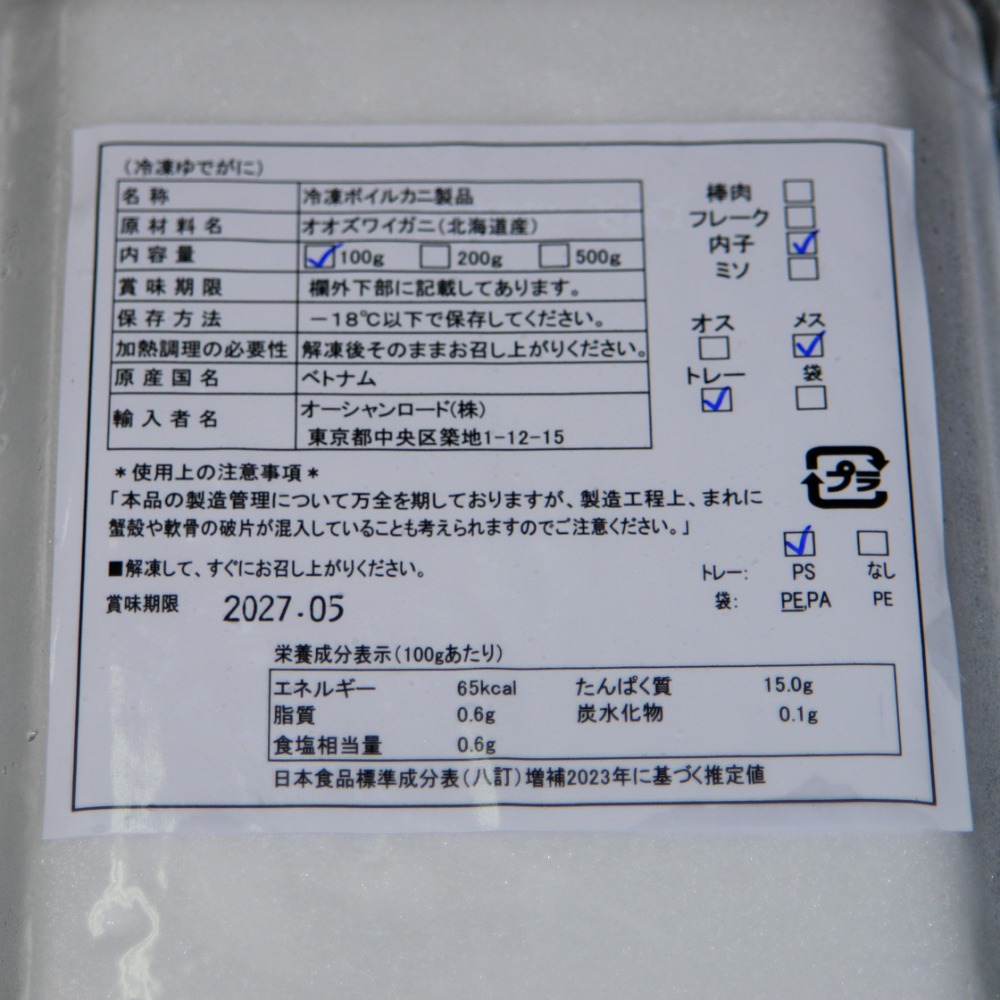 (冷凍ゆでがに)
名称 冷凍ボイルカニ製品
原材料名 オオズワイガニ(北海道産)
内容量 100g 200g 500g
賞味期限 欄外下部に記載してあります。
保存方法 −18℃以下で保存してください。
加熱調理の必要性 解凍後そのままお召し上がりください。
原産国名 ベトナム
輸入者名 オーシャンロード(株)
東京都中央区築地1-12-15
棒肉
フレーク
内子
ミソ
オス メス
トレー 袋
*使用上の注意事項*
「本品の製造管理について万全を期しておりますが、製造工程上、まれに
蟹殻や軟骨の破片が混入していることも考えられますのでご注意ください。」
プラ
■解凍して、すぐにお召し上がりください。
トレー: PS なし
袋: PE,PA PE
賞味期限 2027.05
栄養成分表示(100gあたり)
エネルギー 65kcal たんぱく質 15.0g
脂質 0.6g 炭水化物 0.1g
食塩相当量 0.6g
日本食品標準成分表(八訂)増補2023年に基づく推定値